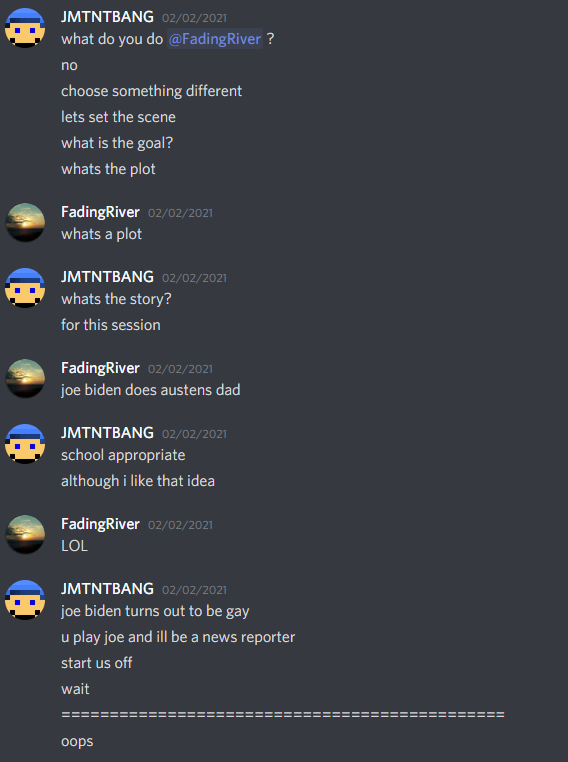 JMTNTBANG 02/02/2021
what do you do @FadingRiver ?
no
choose something different
lets set the scene
what is the goal?
whats the plot
FadingRiver 02/02/2021
whats a plot
JMTNTBANG 02/02/2021
whats the story?
for this session
FadingRiver 02/02/2021
joe biden does austens dad
JMTNTBANG 02/02/2021
school appropriate
although i like that idea
FadingRiver 02/02/2021
LOL
JMTNTBANG 02/02/2021
joe biden turns out to be gay
u play joe and ill be a news reporter
start us off
wait
==============================================
oops